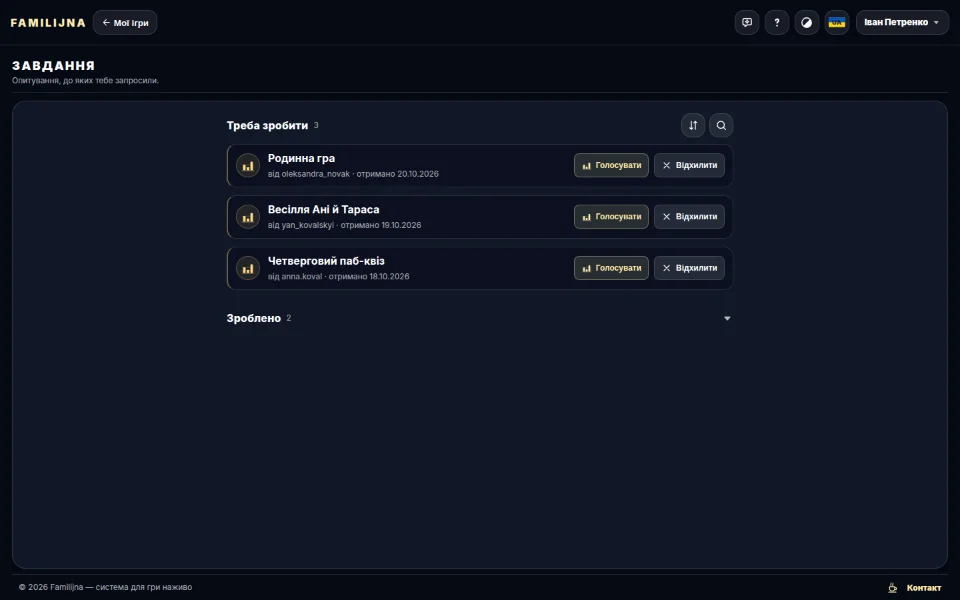 FAMILIJNA
← Мої ігри
?
UA
Іван Петренко
ЗАВДАННЯ
Опитування, до яких тебе запросили.
Треба зробити 3
Родинна гра
від oleksandra_novak · отримано 20.10.2026
Голосувати
Відхилити
Весілля Ані й Тараса
від yan_kovalskyi · отримано 19.10.2026
Голосувати
Відхилити
Четверговий паб-квіз
від anna.koval · отримано 18.10.2026
Голосувати
Відхилити
Зроблено 2
© 2026 Familijna — система для гри наживо
Контакт